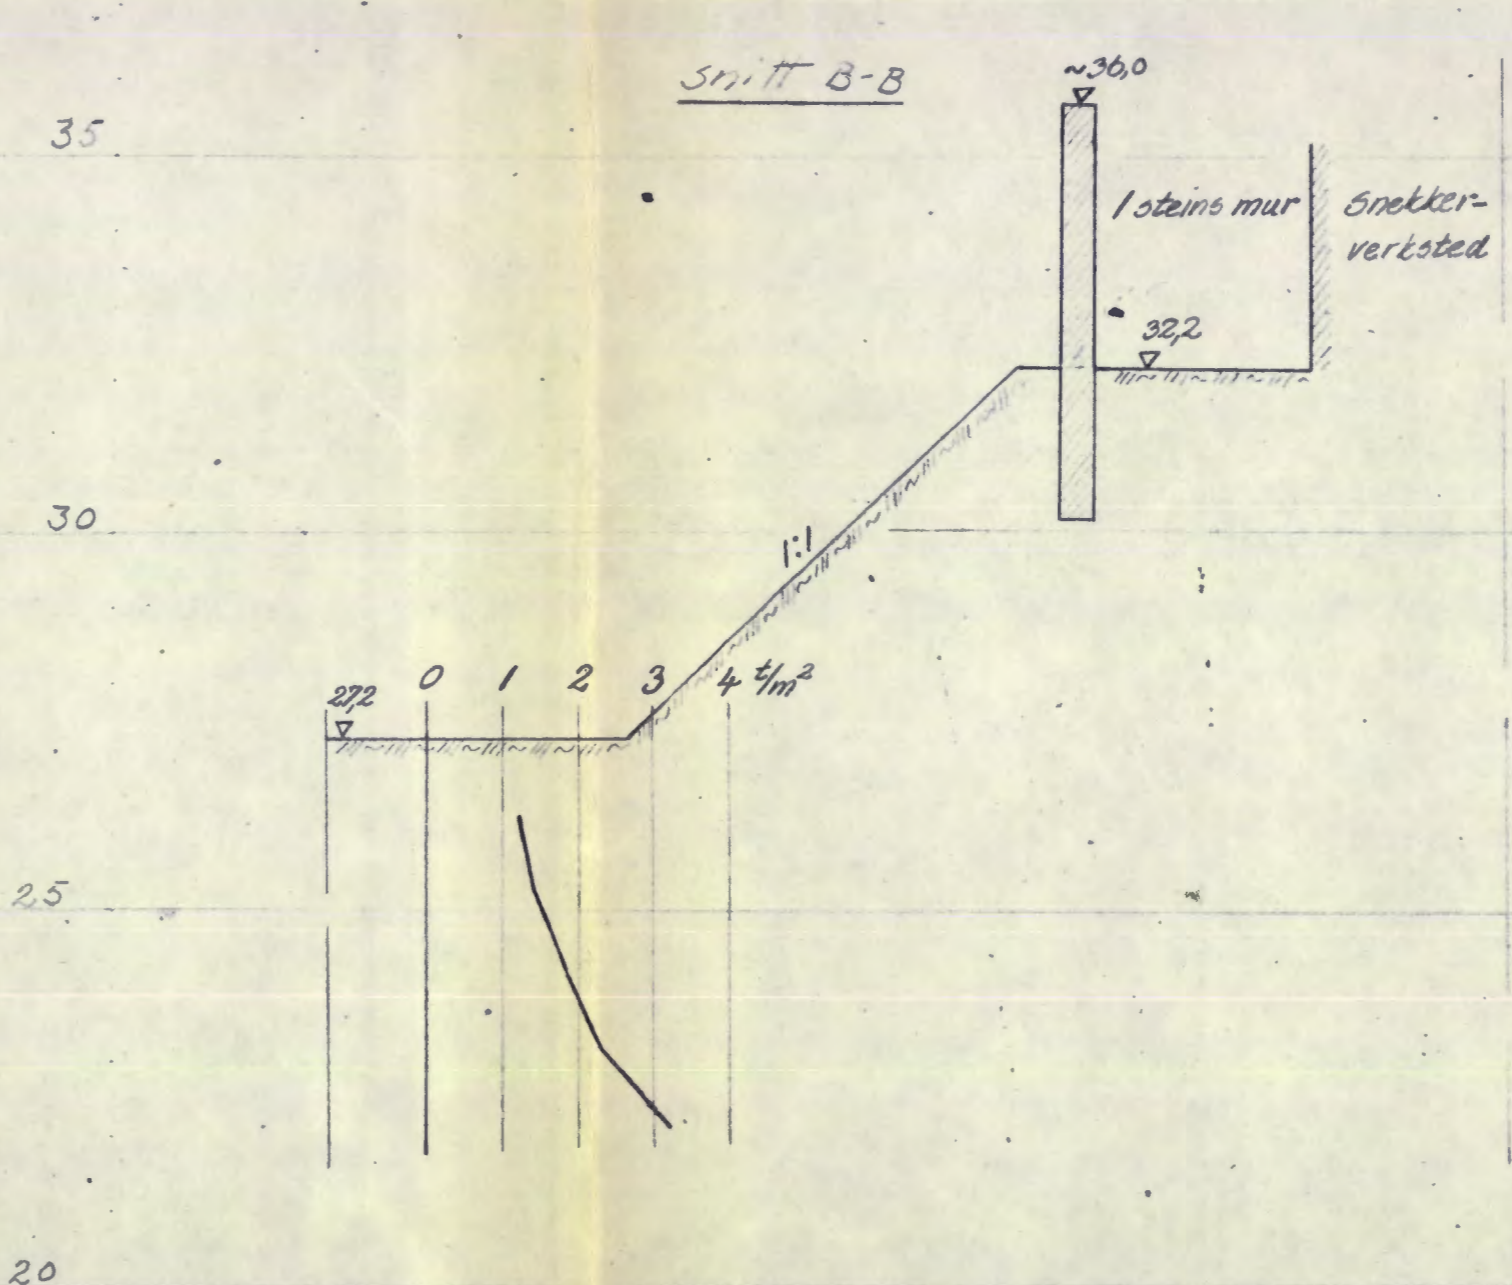 snitt B-B
~36,0
35
1 steins mur
snekker-
verksted
32,2
30
1:1
27,2
0 1 2 3 4 t/m²
25
20